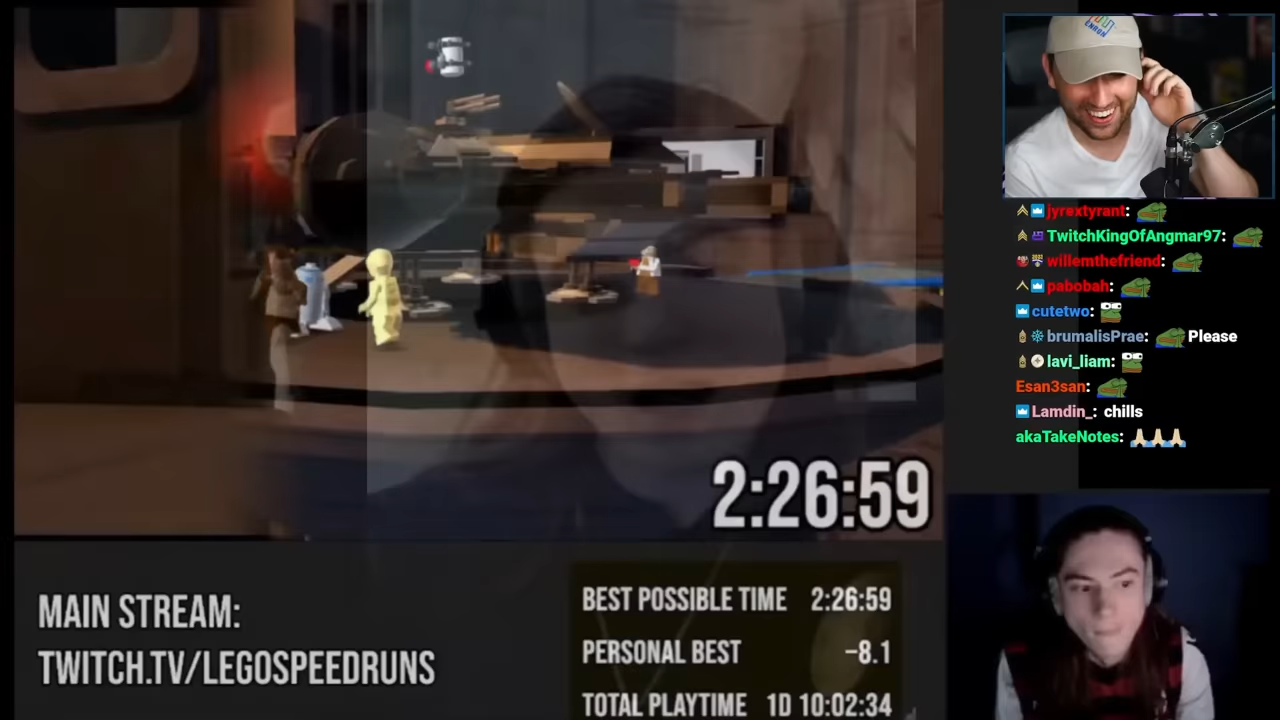 ENRON
jyrextyrant:
TwitchKingOfAngmar97:
willemthefriend:
pabobah:
cutetwo:
brumalisPrae: Please
lavi_liam:
Esan3san:
Lamdin_: chills
akaTakeNotes:
2:26:59
MAIN STREAM:
TWITCH.TV/LEGOSPEEDRUNS
BEST POSSIBLE TIME 2:26:59
PERSONAL BEST −8.1
TOTAL PLAYTIME 1D 10:02:34